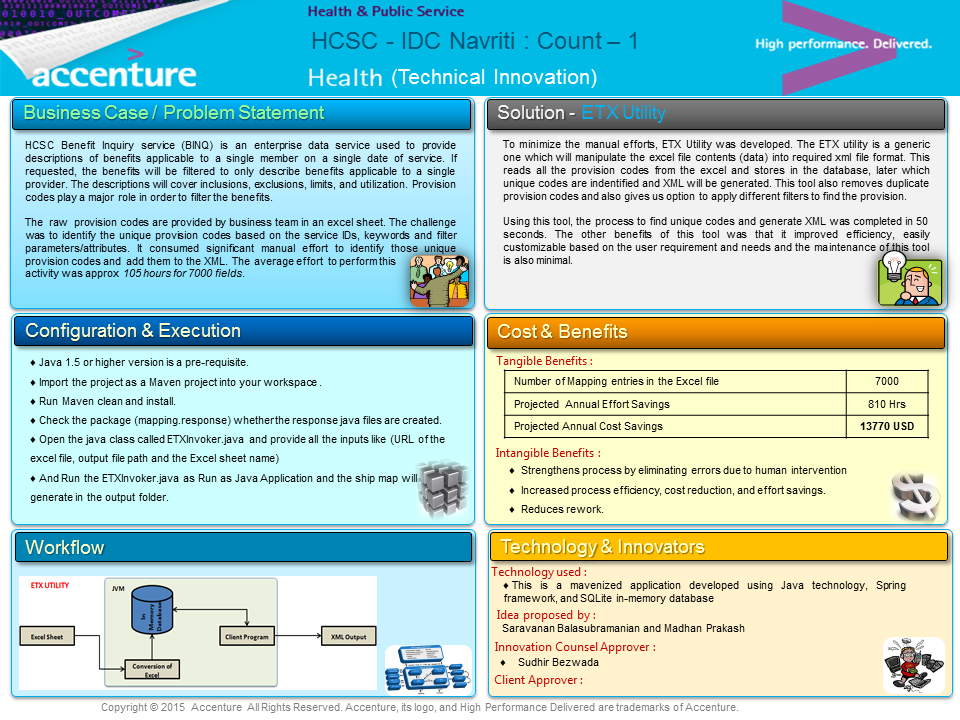 010010_OUTCOME
Health & Public Service
HCSC - IDC Navriti : Count – 1
Health (Technical Innovation)
accenture
High performance. Delivered.
Business Case / Problem Statement
HCSC Benefit Inquiry service (BINQ) is an enterprise data service used to provide
descriptions of benefits applicable to a single member on a single date of service. If
requested, the benefits will be filtered to only describe benefits applicable to a single
provider. The descriptions will cover inclusions, exclusions, limits, and utilization. Provision
codes play a major role in order to filter the benefits.
The raw provision codes are provided by business team in an excel sheet. The challenge
was to identify the unique provision codes based on the service IDs, keywords and filter
parameters/attributes. It consumed significant manual effort to identify those unique
provision codes and add them to the XML. The average effort to perform this
activity was approx 105 hours for 7000 fields.
Solution - ETX Utility
To minimize the manual efforts, ETX Utility was developed. The ETX utility is a generic
one which will manipulate the excel file contents (data) into required xml file format. This
reads all the provision codes from the excel and stores in the database, later which
unique codes are indentified and XML will be generated. This tool also removes duplicate
provision codes and also gives us option to apply different filters to find the provision.
Using this tool, the process to find unique codes and generate XML was completed in 50
seconds. The other benefits of this tool was that it improved efficiency, easily
customizable based on the user requirement and needs and the maintenance of this tool
is also minimal.
Configuration & Execution
♦ Java 1.5 or higher version is a pre-requisite.
♦ Import the project as a Maven project into your workspace .
♦ Run Maven clean and install.
♦ Check the package (mapping.response) whether the response java files are created.
♦ Open the java class called ETXInvoker.java and provide all the inputs like (URL of the
excel file, output file path and the Excel sheet name)
♦ And Run the ETXInvoker.java as Run as Java Application and the ship map will
generate in the output folder.
Cost & Benefits
Tangible Benefits :
Number of Mapping entries in the Excel file 7000
Projected Annual Effort Savings 810 Hrs
Projected Annual Cost Savings 13770 USD
Intangible Benefits :
♦ Strengthens process by eliminating errors due to human intervention
♦ Increased process efficiency, cost reduction, and effort savings.
♦ Reduces rework.
Workflow
ETX UTILITY
JVM
In
Memory
Database
Excel Sheet
Client Program
XML Output
Conversion of
Excel
Technology & Innovators
Technology used :
♦ This is a mavenized application developed using Java technology, Spring
framework, and SQLite in-memory database
Idea proposed by :
Saravanan Balasubramanian and Madhan Prakash
Innovation Counsel Approver :
♦ Sudhir Bezwada
Client Approver :
Copyright © 2015 Accenture All Rights Reserved. Accenture, its logo, and High Performance Delivered are trademarks of Accenture.